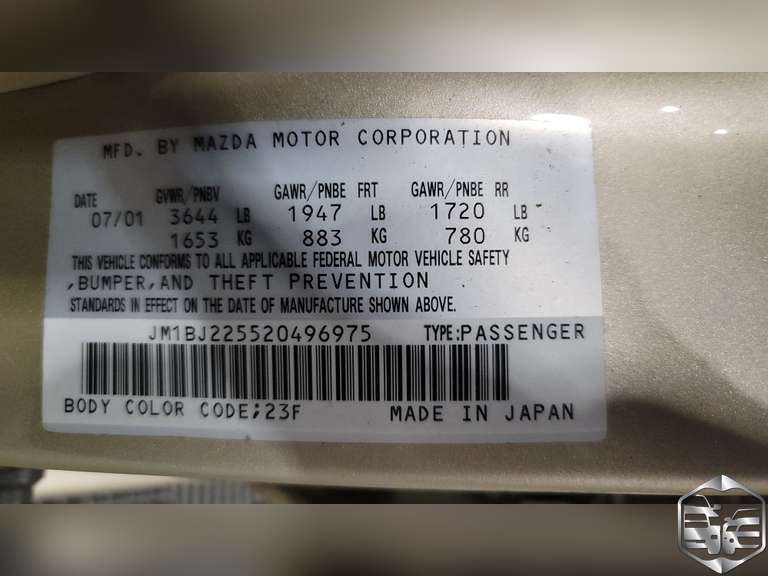 MFD. BY MAZDA MOTOR CORPORATION
DATE GVWR/PNBV GAWR/PNBE FRT GAWR/PNBE RR
07/01 3644 LB 1947 LB 1720 LB
1653 KG 883 KG 780 KG
THIS VEHICLE CONFORMS TO ALL APPLICABLE FEDERAL MOTOR VEHICLE SAFETY
,BUMPER,AND THEFT PREVENTION
STANDARDS IN EFFECT ON THE DATE OF MANUFACTURE SHOWN ABOVE.
JM1BJ225520496975 TYPE:PASSENGER
BODY COLOR CODE;23F MADE IN JAPAN